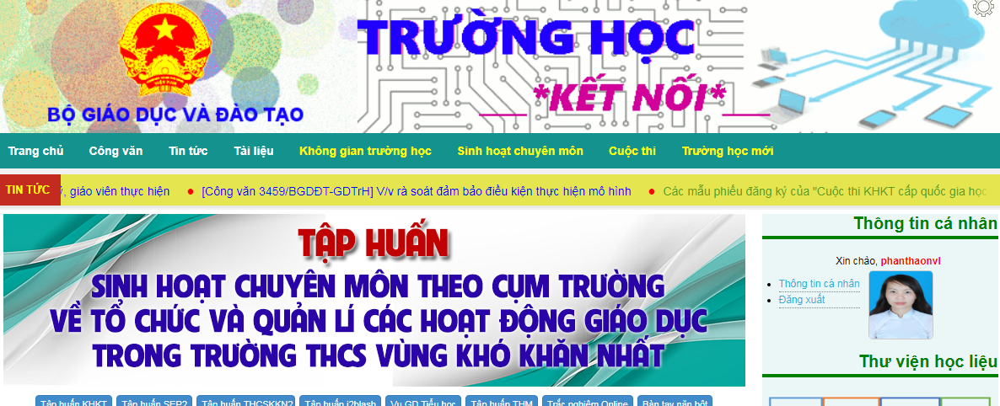 TRƯỜNG HỌC
*KẾT NỐI*
BỘ GIÁO DỤC VÀ ĐÀO TẠO
Trang chủ Công văn Tin tức Tài liệu Không gian trường học Sinh hoạt chuyên môn Cuộc thi Trường học mới
TIN TỨC , giáo viên thực hiện • [Công văn 3459/BGDĐT-GDTrH] V/v rà soát đảm bảo điều kiện thực hiện mô hình • Các mẫu phiếu đăng ký của "Cuộc thi KHKT cấp quốc gia học
TẬP HUẤN
SINH HOẠT CHUYÊN MÔN THEO CỤM TRƯỜNG
VỀ TỔ CHỨC VÀ QUẢN LÍ CÁC HOẠT ĐỘNG GIÁO DỤC
TRONG TRƯỜNG THCS VÙNG KHÓ KHĂN NHẤT
Thông tin cá nhân
Xin chào, phanthaonvl
Thông tin cá nhân
Đăng xuất
Thư viện học liệu
Tập huấn KHKT Tập huấn SEP2 Tập huấn THCSKKN2 Tập huấn i2blash Vụ GD Tiểu học Tập huấn THM Trắc nghiệm Online Bàn tay nặn bột